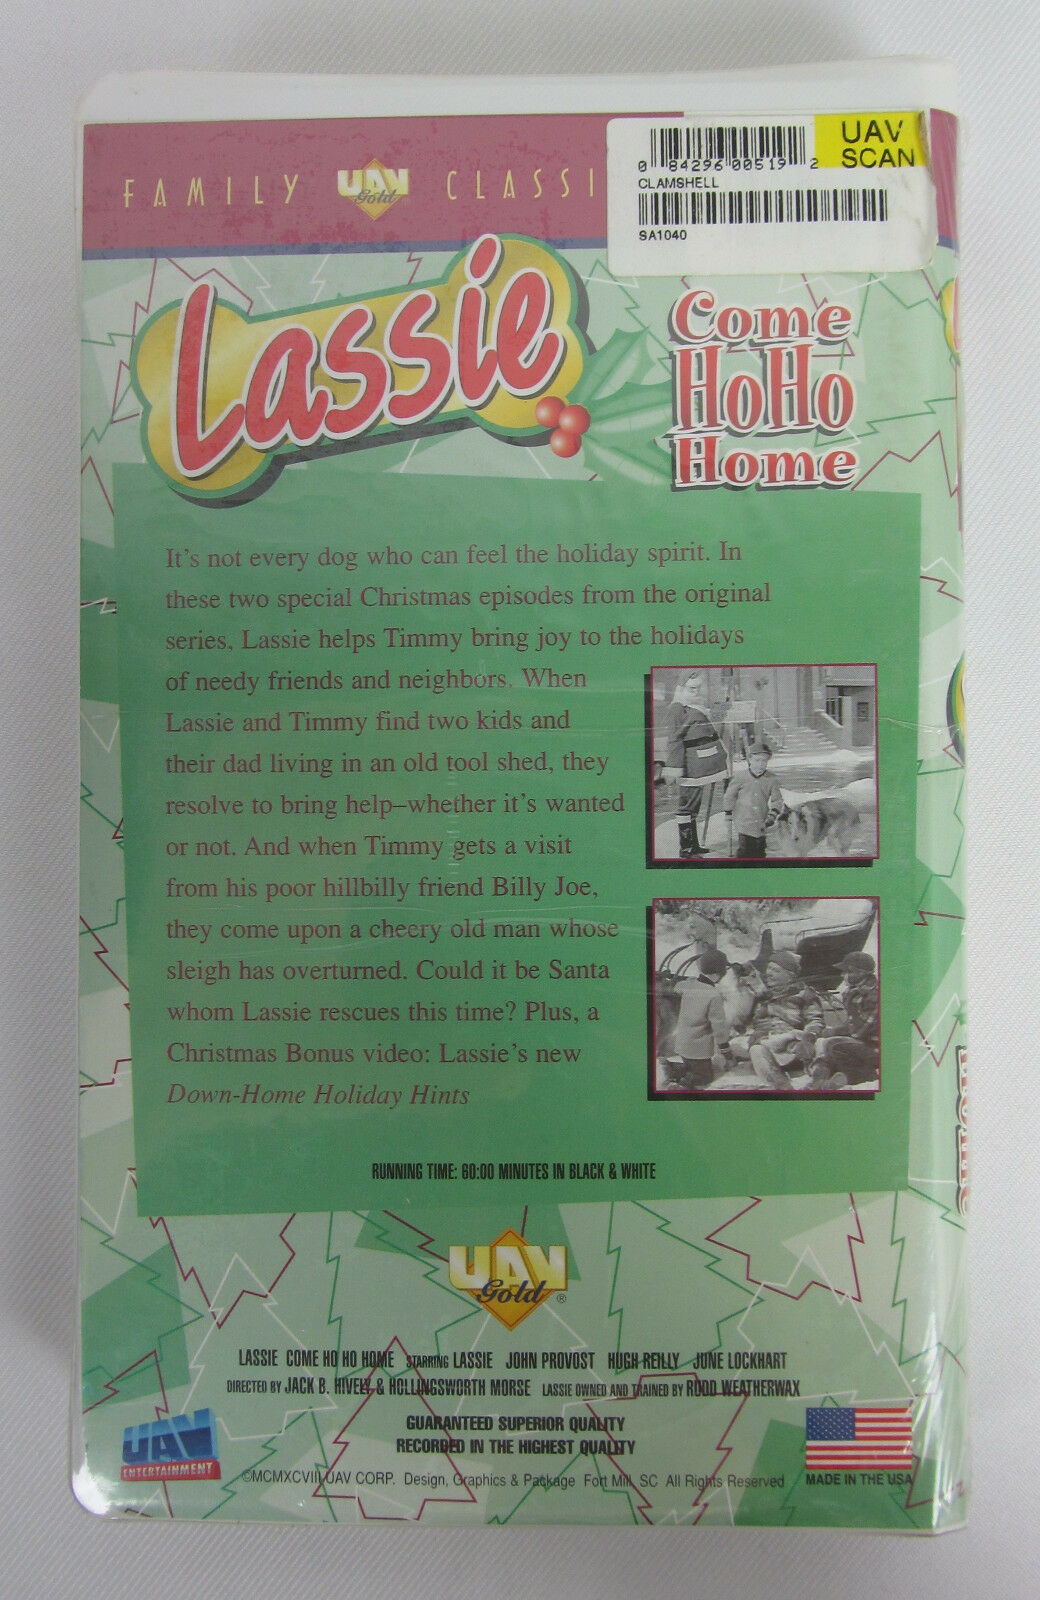 UAV
SCAN
0 84296 00519 2
CLAMSHELL
SA1040
FAMILY UAV Gold CLASSI
Lassie
Come
HoHo
Home
It's not every dog who can feel the holiday spirit. In
these two special Christmas episodes from the original
series, Lassie helps Timmy bring joy to the holidays
of needy friends and neighbors. When
Lassie and Timmy find two kids and
their dad living in an old tool shed, they
resolve to bring help–whether it's wanted
or not. And when Timmy gets a visit
from his poor hillbilly friend Billy Joe,
they come upon a cheery old man whose
sleigh has overturned. Could it be Santa
whom Lassie rescues this time? Plus, a
Christmas Bonus video: Lassie's new
Down-Home Holiday Hints
RUNNING TIME: 60:00 MINUTES IN BLACK & WHITE
UAV
Gold ®
LASSIE COME HO HO HOME STARRING LASSIE JOHN PROVOST HUGH REILLY JUNE LOCKHART
DIRECTED BY JACK B. HIVELY & HOLLINGSWORTH MORSE LASSIE OWNED AND TRAINED BY RUDD WEATHERWAX
GUARANTEED SUPERIOR QUALITY
RECORDED IN THE HIGHEST QUALITY
UAV
ENTERTAINMENT
©MCMXCVIII UAV CORP. Design, Graphics & Package Fort Mill, SC All Rights Reserved
MADE IN THE USA